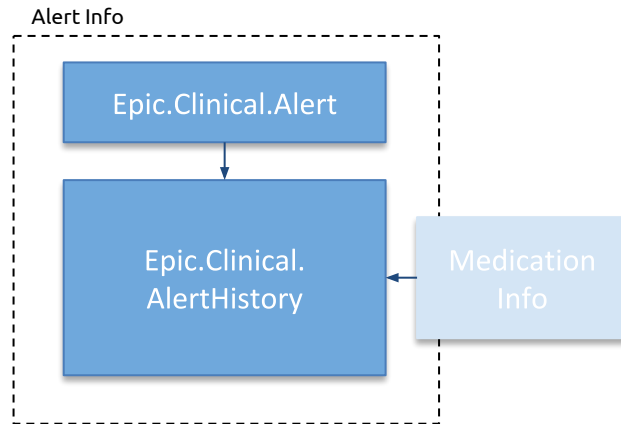 Alert Info
Epic.Clinical.Alert
Epic.Clinical.
AlertHistory
Medication
Info